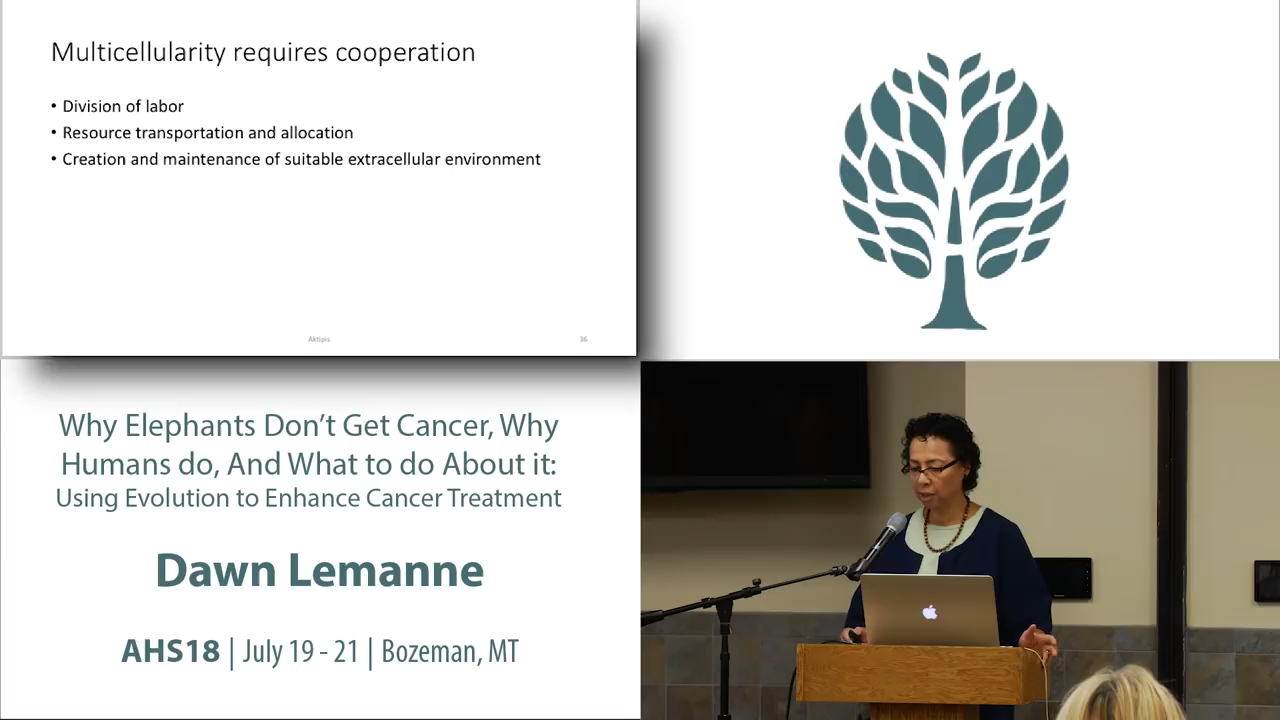 Multicellularity requires cooperation
• Division of labor
• Resource transportation and allocation
• Creation and maintenance of suitable extracellular environment
Aktipis
36
Why Elephants Don't Get Cancer, Why
Humans do, And What to do About it:
Using Evolution to Enhance Cancer Treatment
Dawn Lemanne
AHS18 | July 19 - 21 | Bozeman, MT